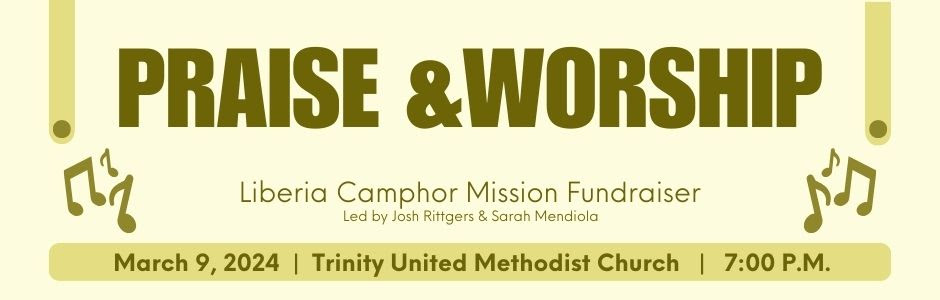 PRAISE &WORSHIP
Liberia Camphor Mission Fundraiser
Led by Josh Rittgers & Sarah Mendiola
March 9, 2024 | Trinity United Methodist Church | 7:00 P.M.